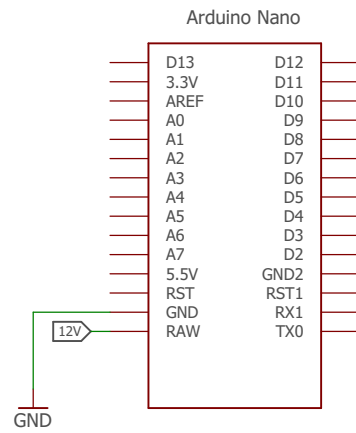 Arduino Nano
D13 D12
3.3V D11
AREF D10
A0 D9
A1 D8
A2 D7
A3 D6
A4 D5
A5 D4
A6 D3
A7 D2
5.5V GND2
RST RST1
GND RX1
12V RAW TX0
GND